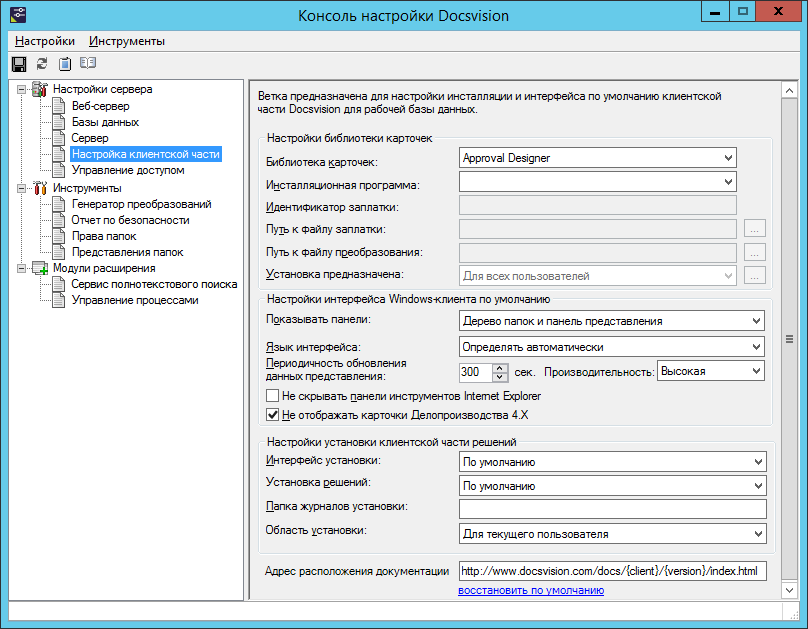 Консоль настройки Docsvision
Настройки Инструменты
Настройки сервера
Веб-сервер
Базы данных
Сервер
Настройка клиентской части
Управление доступом
Инструменты
Генератор преобразований
Отчет по безопасности
Права папок
Представления папок
Модули расширения
Сервис полнотекстового поиска
Управление процессами
Ветка предназначена для настройки инсталляции и интерфейса по умолчанию клиентской
части Docsvision для рабочей базы данных.
Настройки библиотеки карточек
Библиотека карточек: Approval Designer
Инсталляционная программа:
Идентификатор заплатки:
Путь к файлу заплатки: ...
Путь к файлу преобразования: ...
Установка предназначена: Для всех пользователей ...
Настройки интерфейса Windows-клиента по умолчанию
Показывать панели: Дерево папок и панель представления
Язык интерфейса: Определять автоматически
Периодичность обновления
данных представления: 300 сек. Производительность: Высокая
Не скрывать панели инструментов Internet Explorer
Не отображать карточки Делопроизводства 4.X
Настройки установки клиентской части решений
Интерфейс установки: По умолчанию
Установка решений: По умолчанию
Папка журналов установки:
Область установки: Для текущего пользователя
Адрес расположения документации http://www.docsvision.com/docs/{client}/{version}/index.html
восстановить по умолчанию